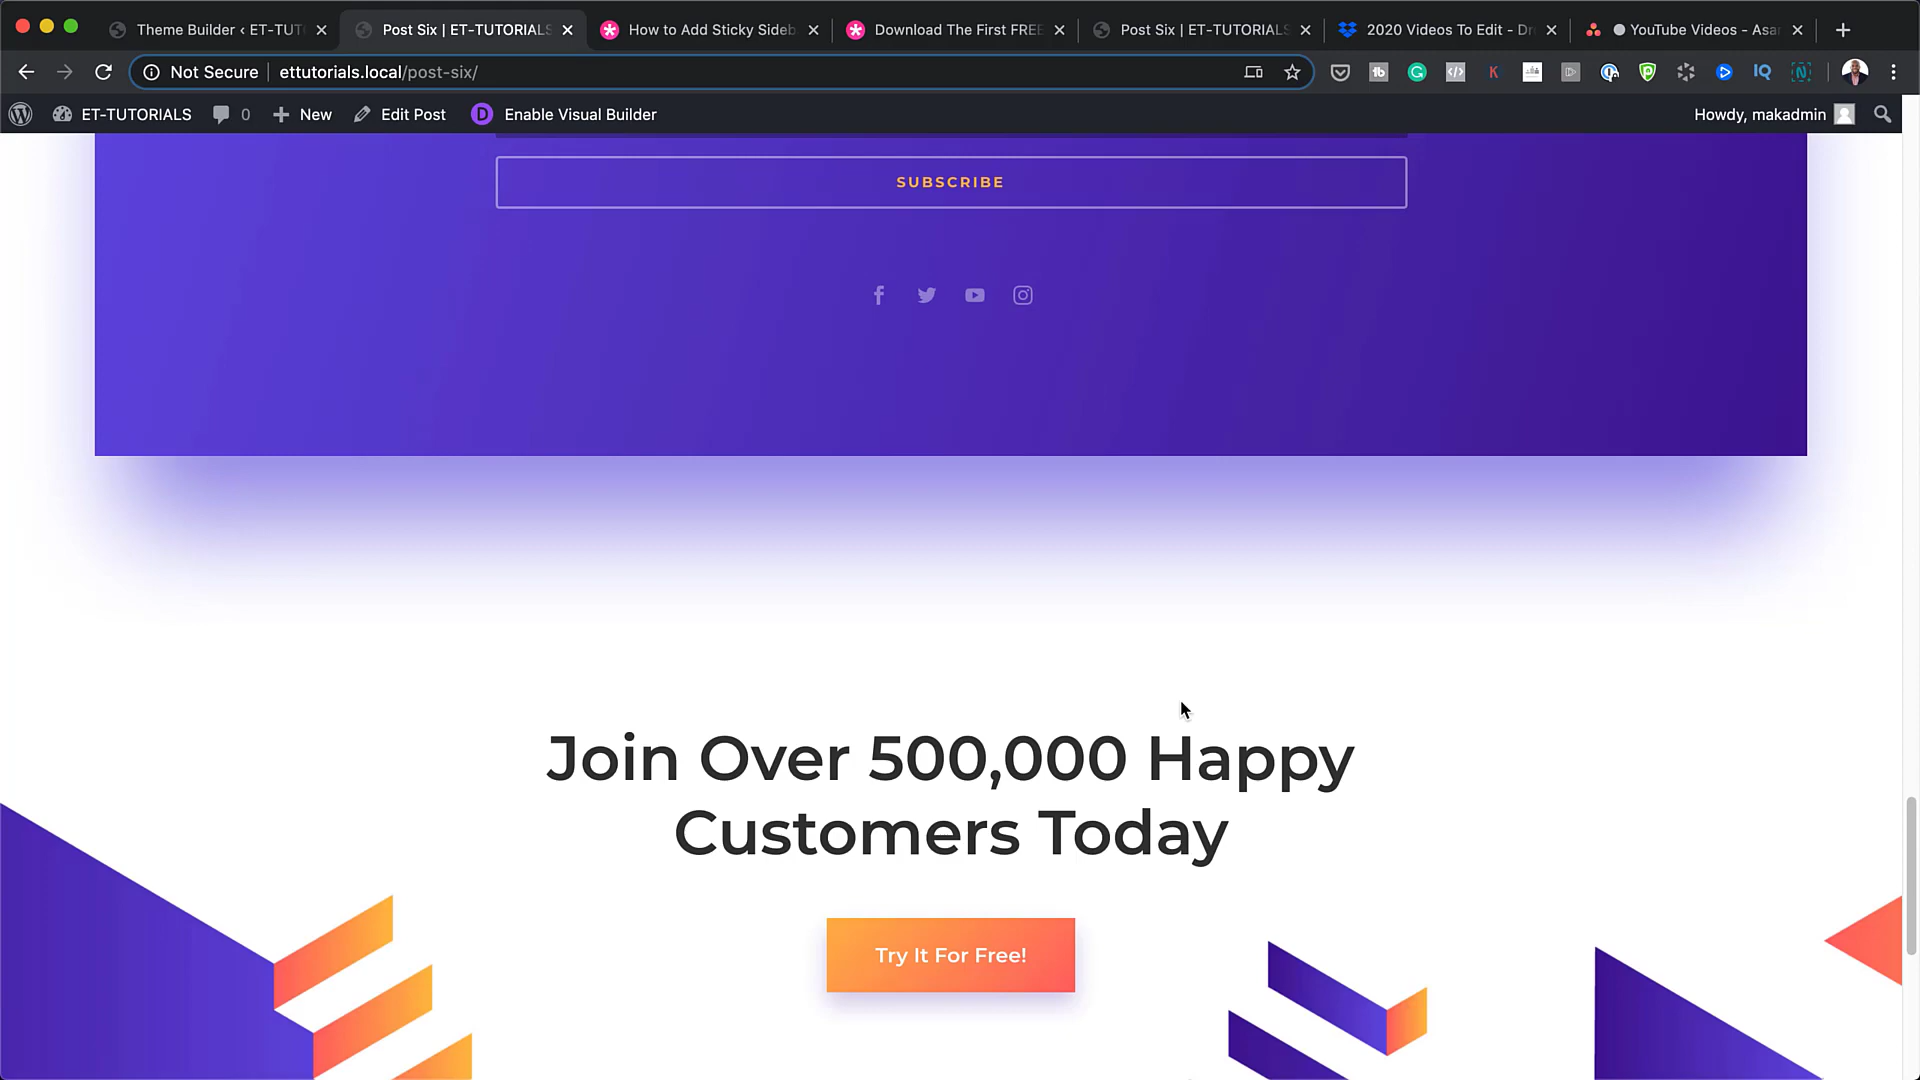 Theme Builder ‹ ET-TUT
Post Six | ET-TUTORIALS
How to Add Sticky Sideb
Download The First FREE
Post Six | ET-TUTORIALS
2020 Videos To Edit - Dr
YouTube Videos - Asa
Not Secure
ettutorials.local/post-six/
ET-TUTORIALS
0
New
Edit Post
D
Enable Visual Builder
Howdy, makadmin
SUBSCRIBE
Join Over 500,000 Happy
Customers Today
Try It For Free!